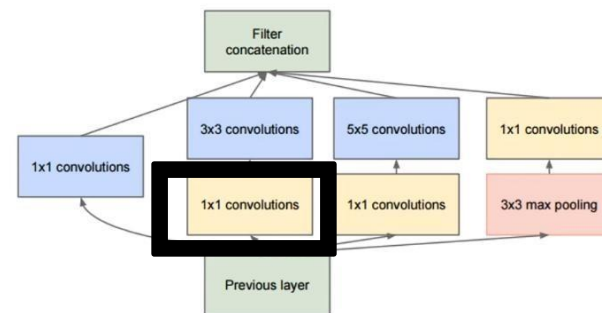 Filter
concatenation
3x3 convolutions
5x5 convolutions
1x1 convolutions
1x1 convolutions
1x1 convolutions
1x1 convolutions
3x3 max pooling
Previous layer